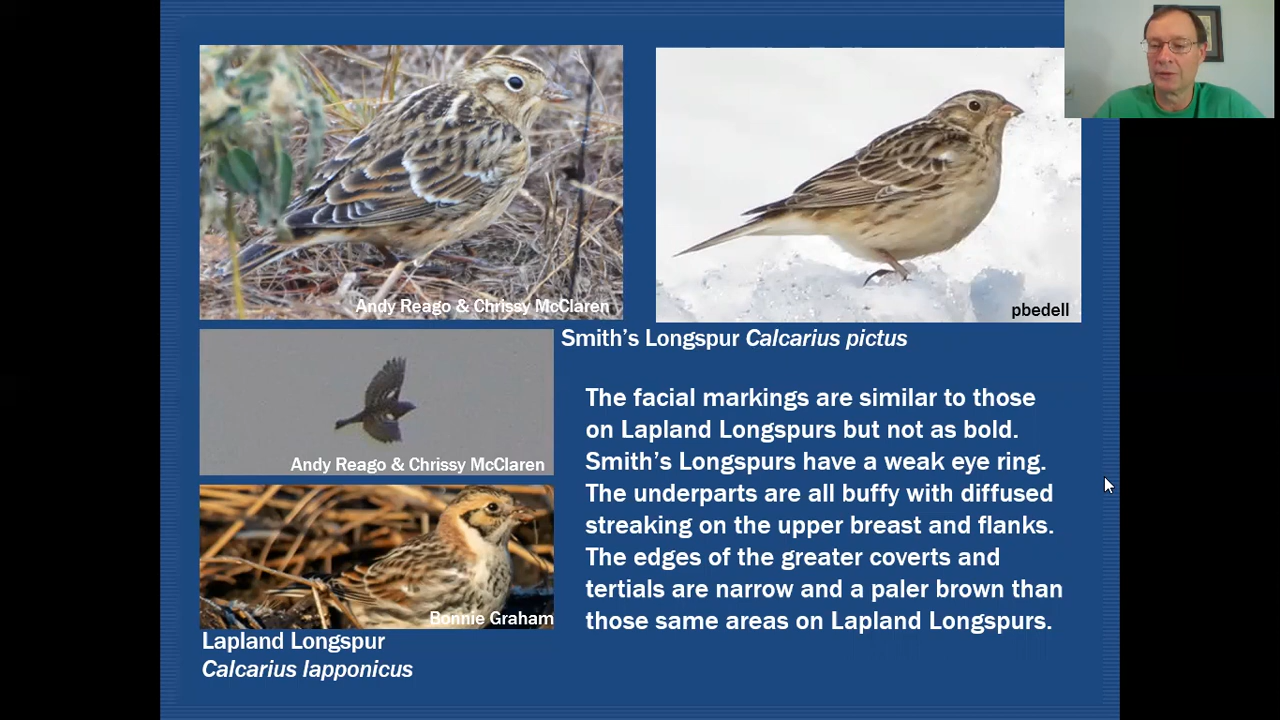 Andy Reago & Chrissy McClaren
pbedell
Smith's Longspur Calcarius pictus
Andy Reago & Chrissy McClaren
The facial markings are similar to those
on Lapland Longspurs but not as bold.
Smith's Longspurs have a weak eye ring.
The underparts are all buffy with diffused
streaking on the upper breast and flanks.
The edges of the greater coverts and
tertials are narrow and a paler brown than
those same areas on Lapland Longspurs.
Bonnie Graham
Lapland Longspur
Calcarius lapponicus